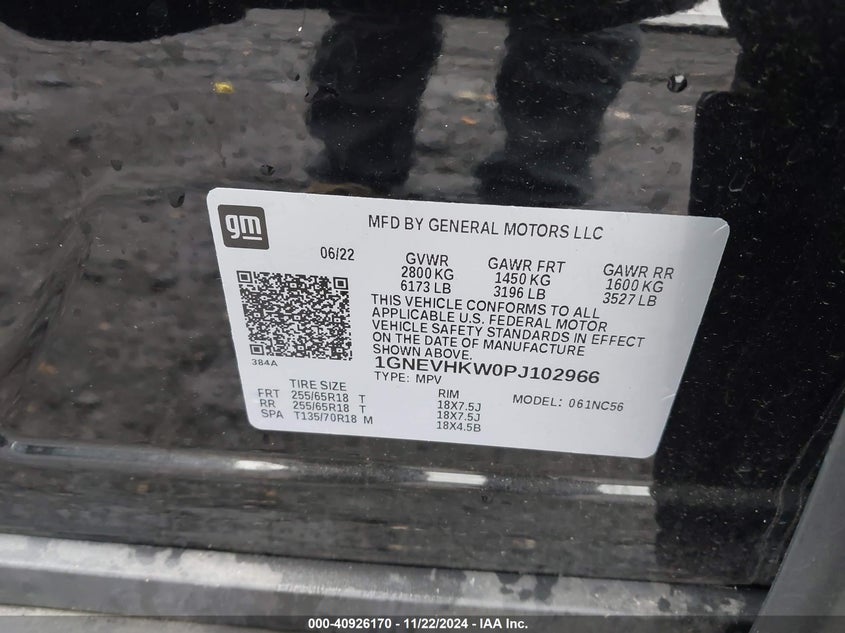 gm
MFD BY GENERAL MOTORS LLC
06/22
GVWR
2800 KG
6173 LB
GAWR FRT
1450 KG
3196 LB
GAWR RR
1600 KG
3527 LB
THIS VEHICLE CONFORMS TO ALL
APPLICABLE U.S. FEDERAL MOTOR
VEHICLE SAFETY STANDARDS IN EFFECT
ON THE DATE OF MANUFACTURE
SHOWN ABOVE.
384A
1GNEVHKW0PJ102966
TYPE: MPV
MODEL: 061NC56
TIRE SIZE RIM
FRT 255/65R18 T 18X7.5J
RR 255/65R18 T 18X7.5J
SPA T135/70R18 M 18X4.5B
000-40926170 - 11/22/2024 - IAA Inc.